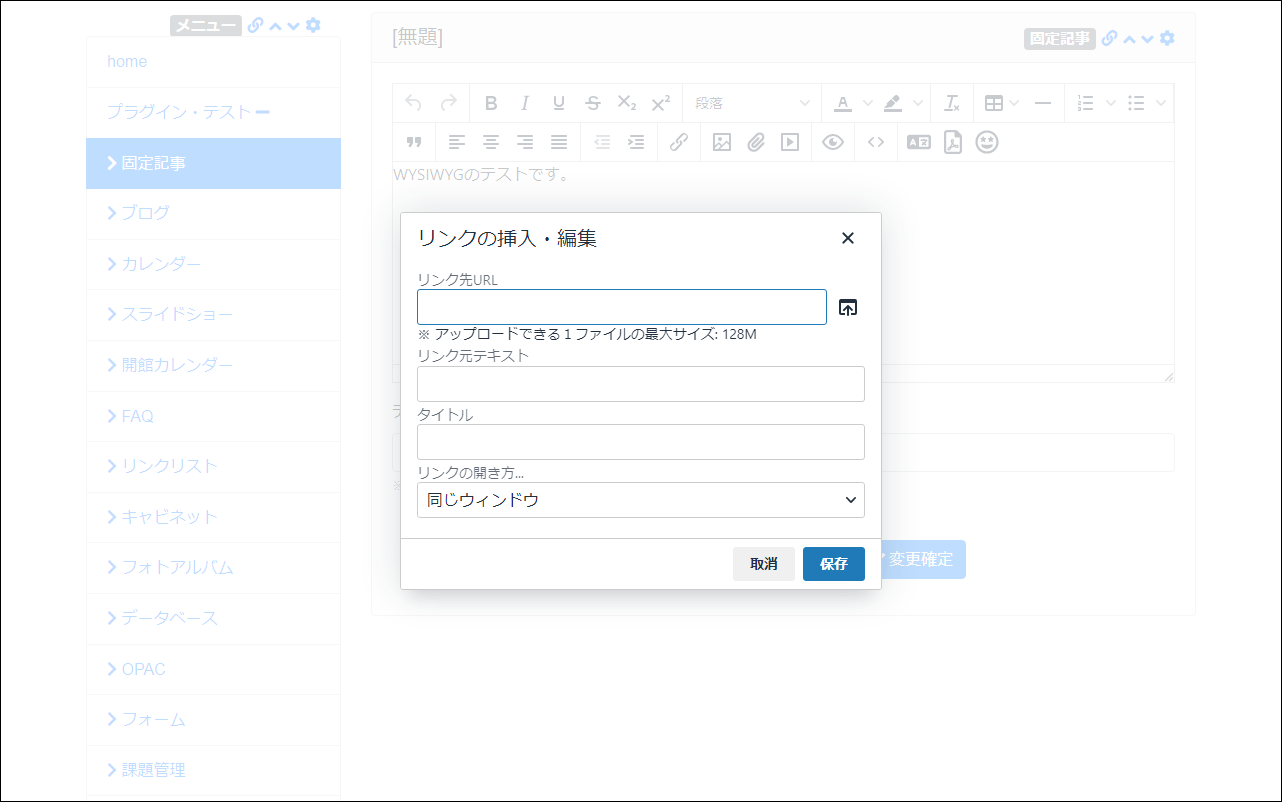 メニュー
home
プラグイン・テスト
固定記事
ブログ
カレンダー
スライドショー
開館カレンダー
FAQ
リンクリスト
キャビネット
フォトアルバム
データベース
OPAC
フォーム
課題管理
[無題]
固定記事
段落
WYSIWYGのテストです。
リンクの挿入・編集
リンク先URL
※ アップロードできる１ファイルの最大サイズ: 128M
リンク元テキスト
タイトル
リンクの開き方...
同じウィンドウ
取消
保存
変更確定